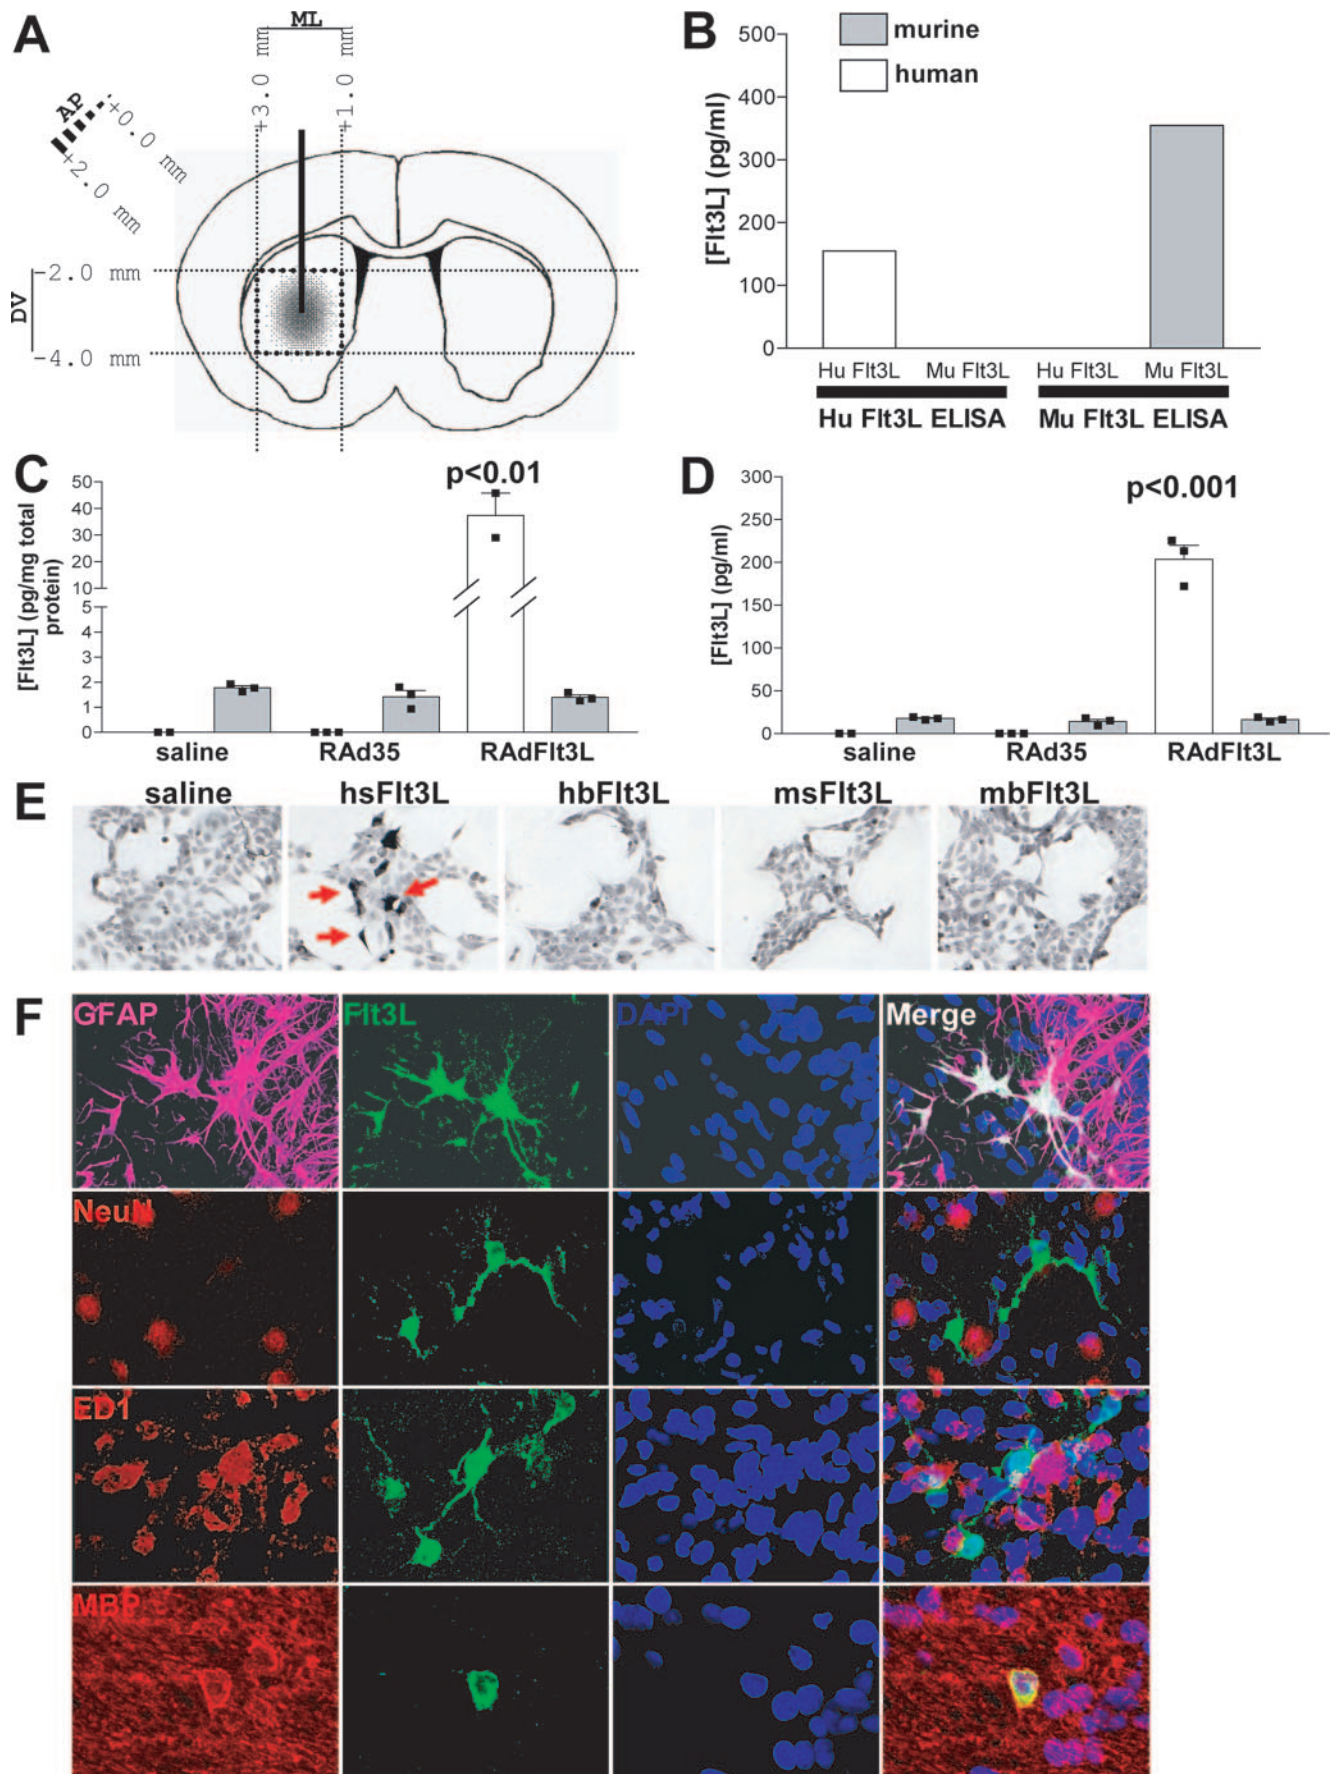 A
ML
+3.0 mm
+1.0 mm
AP
+0.0 mm
+2.0 mm
DV
-2.0 mm
-4.0 mm
B
murine
human
[Flt3L] (pg/ml)
500
400
300
200
100
0
Hu Flt3L Mu Flt3L Hu Flt3L Mu Flt3L
Hu Flt3L ELISA Mu Flt3L ELISA
C
p<0.01
[Flt3L] (pg/mg total
protein)
50
40
30
20
10
5
4
3
2
1
0
saline RAd35 RAdFlt3L
D
p<0.001
[Flt3L] (pg/ml)
300
250
200
150
100
50
0
saline RAd35 RAdFlt3L
E
saline hsFlt3L hbFlt3L msFlt3L mbFlt3L
F
GFAP Flt3L DAPI Merge
NeuN
ED1
MBP